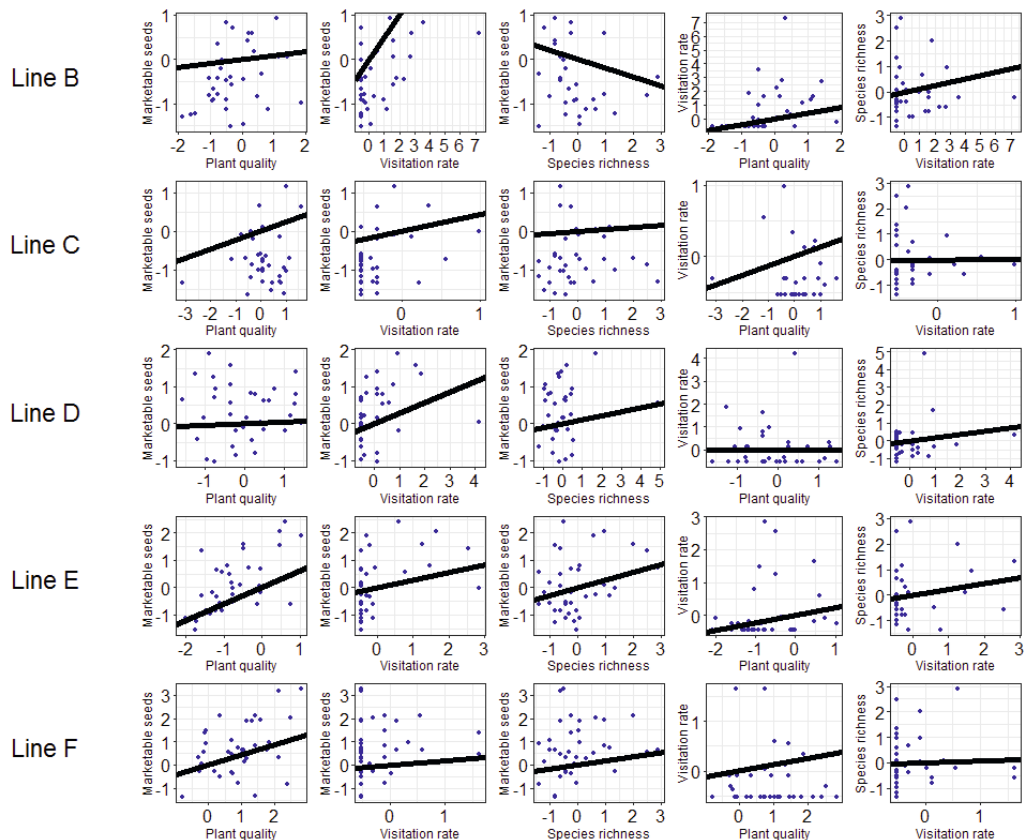 Line B
Marketable seeds
1
0
-1
-2 -1 0 1 2
Plant quality
Marketable seeds
1
0
-1
0 1 2 3 4 5 6 7
Visitation rate
Marketable seeds
1
0
-1
-1 0 1 2 3
Species richness
Visitation rate
7
5
4
3
2
1
0
-2 -1 0 1 2
Plant quality
Species richness
3
2
1
0
-1
0 1 2 3 4 5 6 7
Visitation rate
Line C
Marketable seeds
1
0
-1
-3 -2 -1 0 1
Plant quality
Marketable seeds
1
0
-1
0 1
Visitation rate
Marketable seeds
1
0
-1
-1 0 1 2 3
Species richness
Visitation rate
1
0
-3 -2 -1 0 1
Plant quality
Species richness
3
2
1
0
-1
0 1
Visitation rate
Line D
Marketable seeds
2
1
0
-1
-1 0 1
Plant quality
Marketable seeds
2
1
0
-1
0 1 2 3 4
Visitation rate
Marketable seeds
2
1
0
-1
-1 0 1 2 3 4 5
Species richness
Visitation rate
4
2
1
0
-1 0 1
Plant quality
Species richness
5
4
3
2
1
0
-1
0 1 2 3 4
Visitation rate
Line E
Marketable seeds
2
1
0
-1
-2 -1 0 1
Plant quality
Marketable seeds
2
1
0
-1
0 1 2 3
Visitation rate
Marketable seeds
2
1
0
-1
-1 0 1 2 3
Species richness
Visitation rate
3
2
0
-2 -1 0 1
Plant quality
Species richness
3
2
1
0
-1
0 1 2 3
Visitation rate
Line F
Marketable seeds
3
2
1
0
-1
0 1 2
Plant quality
Marketable seeds
3
2
1
0
-1
0 1
Visitation rate
Marketable seeds
3
2
1
0
-1
-1 0 1 2 3
Species richness
Visitation rate
1
0
0 1 2
Plant quality
Species richness
3
2
1
0
-1
0 1
Visitation rate